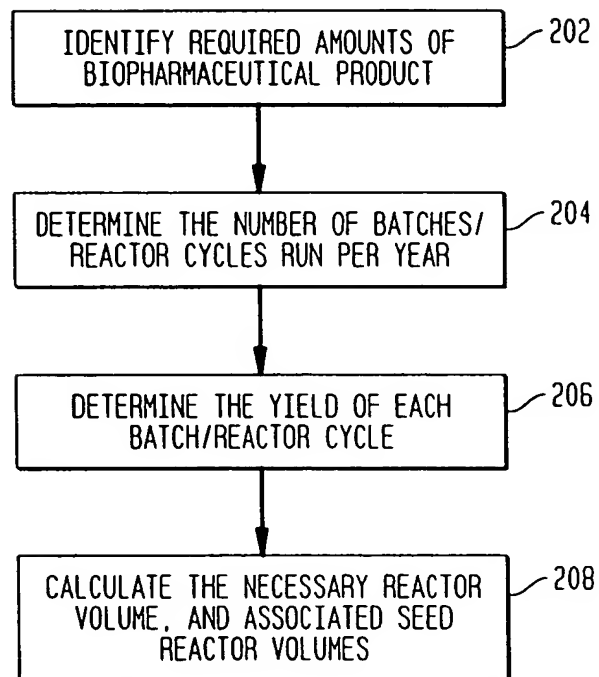 IDENTIFY REQUIRED AMOUNTS OF
BIOPHARMACEUTICAL PRODUCT
202
DETERMINE THE NUMBER OF BATCHES/
REACTOR CYCLES RUN PER YEAR
204
DETERMINE THE YIELD OF EACH
BATCH/REACTOR CYCLE
206
CALCULATE THE NECESSARY REACTOR
VOLUME, AND ASSOCIATED SEED
REACTOR VOLUMES
208